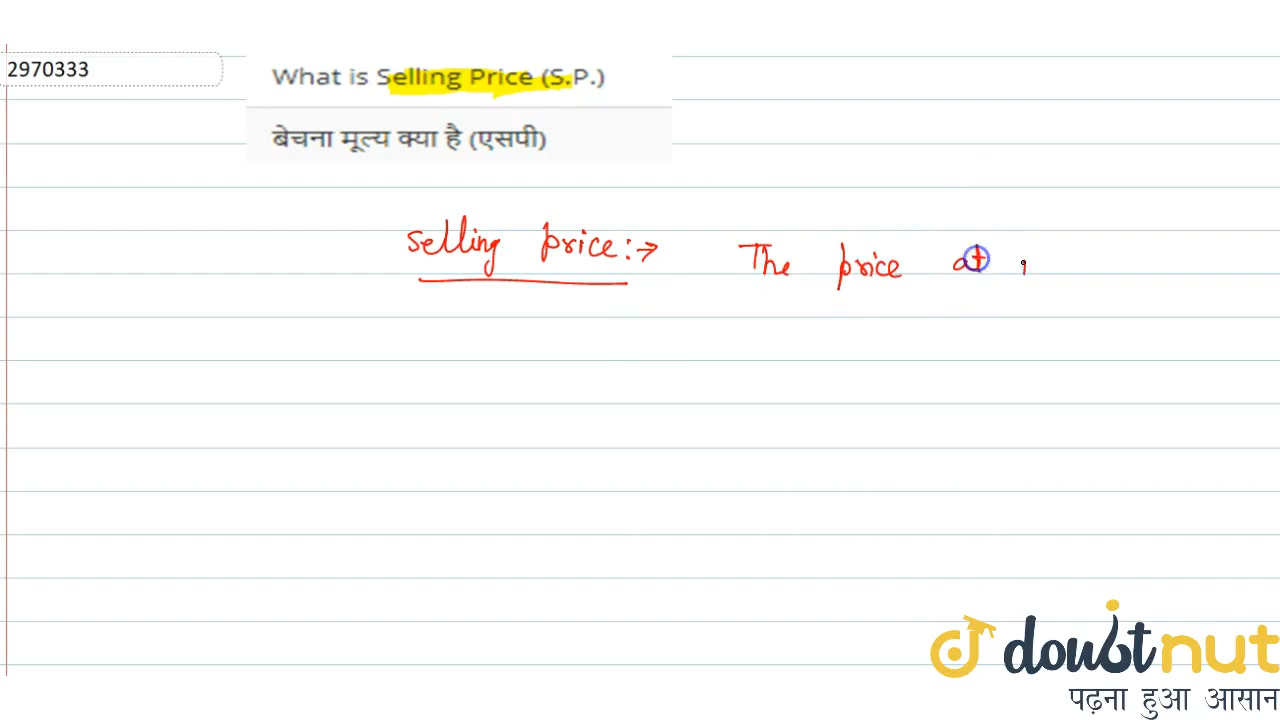 2970333
What is Selling Price (S.P.)
बेचना मूल्य क्या है (एसपी)
selling price:→ The price at
doubtnut
पढ़ना हुआ आसान